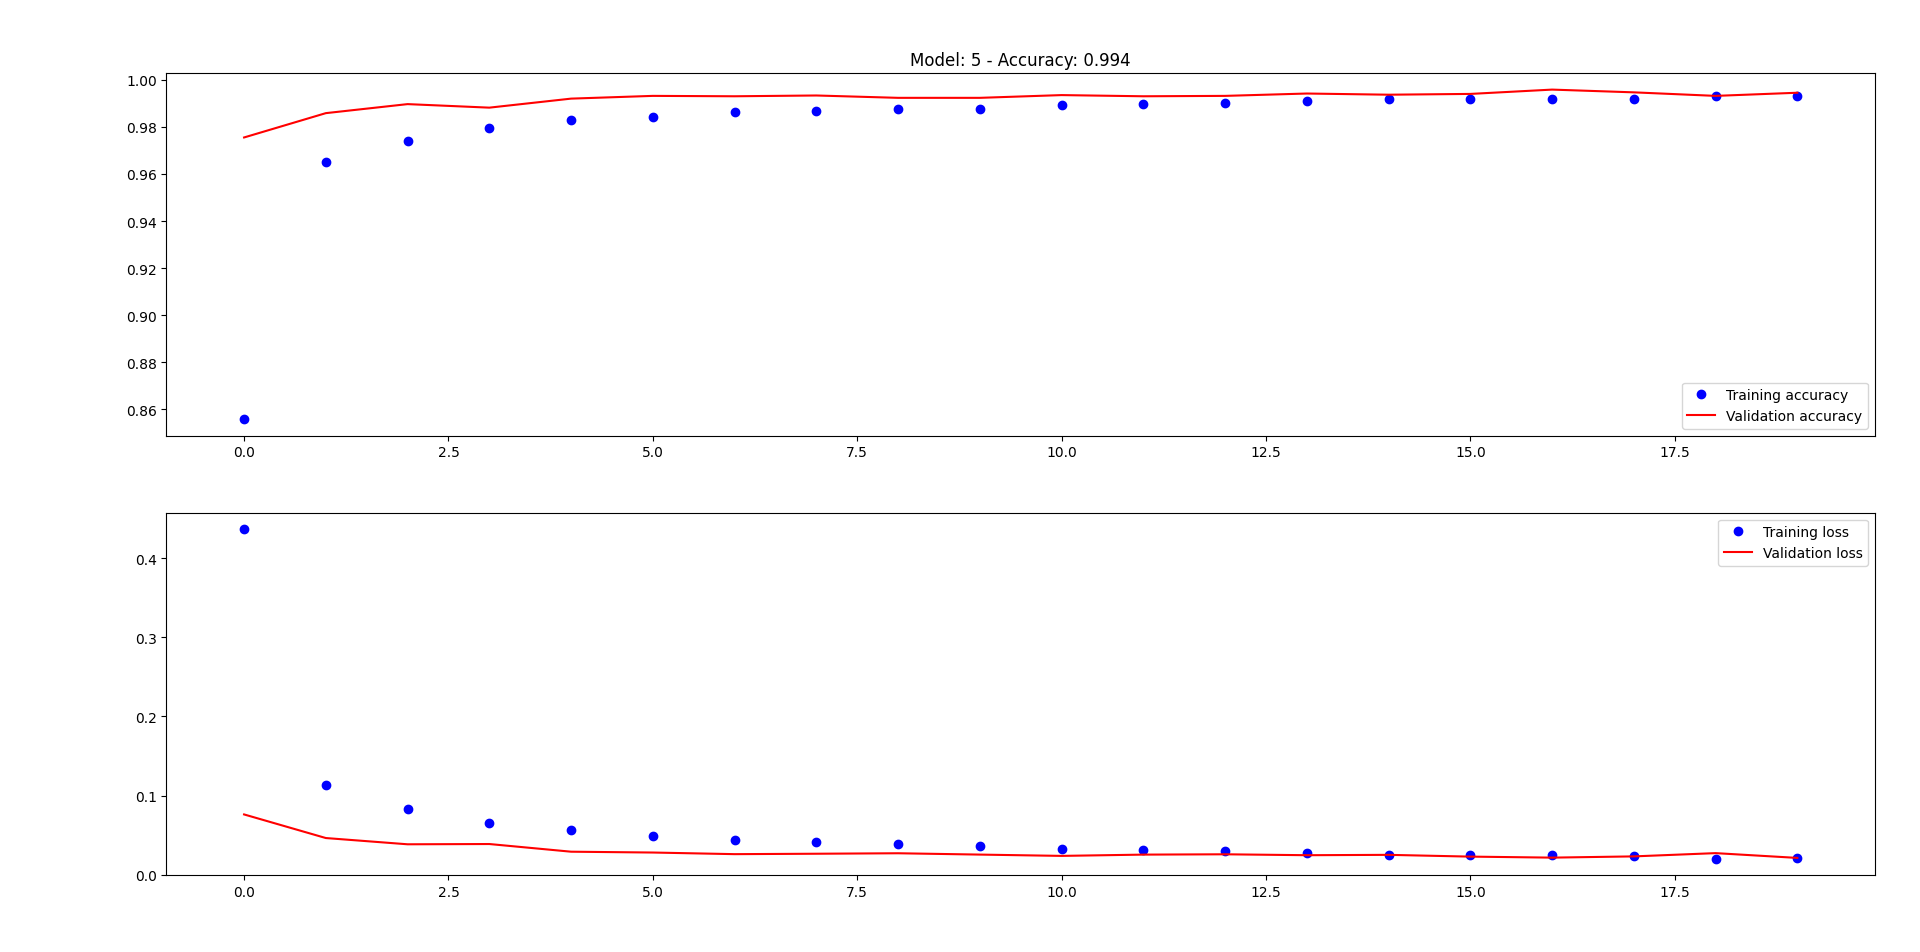 Model: 5 - Accuracy: 0.994
1.00
0.98
0.96
0.94
0.92
0.90
0.88
0.86
Training accuracy
Validation accuracy
0.0 2.5 5.0 7.5 10.0 12.5 15.0 17.5
Training loss
Validation loss
0.4
0.3
0.2
0.1
0.0
0.0 2.5 5.0 7.5 10.0 12.5 15.0 17.5